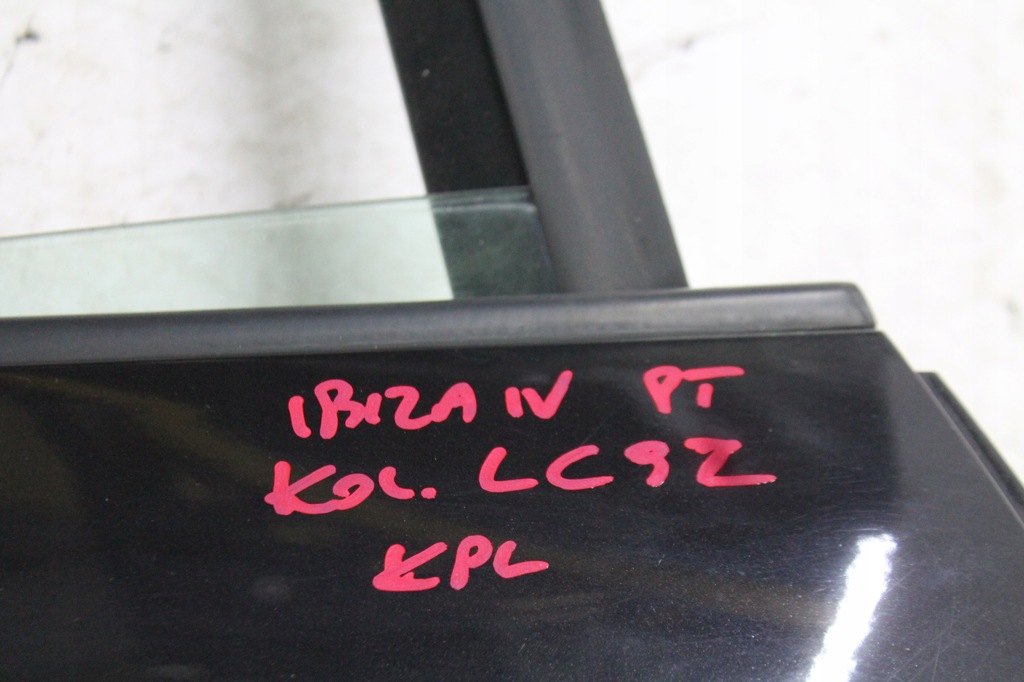 IBIZA IV PT
KOL. LC9Z
KPL